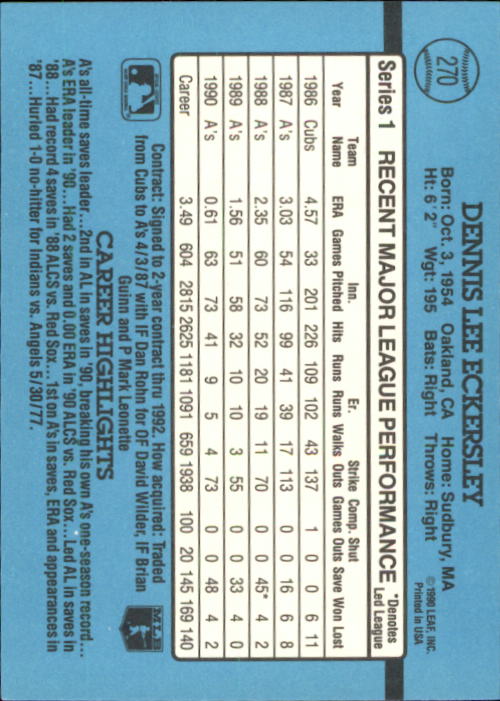 270
DENNIS LEE ECKERSLEY
Born: Oct. 3, 1954 Oakland, CA Home: Sudbury, MA
Ht: 6' 2" Wgt: 195 Bats: Right Throws: Right
©1990 LEAF, INC.
Printed in USA
Series 1 RECENT MAJOR LEAGUE PERFORMANCE *Denotes Led League
Team Inn. Er. Strike Comp. Shut
Year Name ERA Games Pitched Hits Runs Runs Walks Outs Games Outs Save Won Lost
1986 Cubs 4.57 33 201 226 109 102 43 137 1 0 0 6 11
1987 A's 3.03 54 116 99 41 39 17 113 0 0 16 6 8
1988 A's 2.35 60 73 52 20 19 11 70 0 0 45* 4 2
1989 A's 1.56 51 58 32 10 10 3 55 0 0 33 4 0
1990 A's 0.61 63 73 41 9 5 4 73 0 0 48 4 2
Career 3.49 604 2815 2625 1181 1091 659 1938 100 20 145 169 140
Contract: Signed to 2-year contract thru 1992. How acquired: Traded
from Cubs to A's 4/3/87 with IF Dan Rohn for OF David Wilder, IF Brian
Guinn and P Mark Leonette
MLB
CAREER HIGHLIGHTS
A's all-time saves leader....2nd in AL in saves in '90, breaking his own A's one-season record....
A's ERA leader in '90....Had 2 saves and 0.00 ERA in '90 ALCS vs. Red Sox....Led AL in saves in
'88....Had record 4 saves in '88 ALCS vs. Red Sox....1st on A's in saves, ERA and appearances in
'87....Hurled 1-0 no-hitter for Indians vs. Angels 5/30/77.